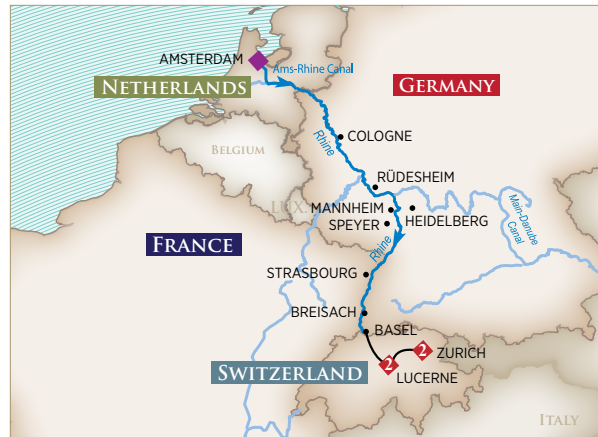 AMSTERDAM
Ams-Rhine Canal
NETHERLANDS
GERMANY
COLOGNE
Rhine
BELGIUM
RÜDESHEIM
LUX.
MANNHEIM
HEIDELBERG
SPEYER
Main-Danube
Canal
FRANCE
Rhine
STRASBOURG
BREISACH
BASEL
2
ZURICH
2
SWITZERLAND
LUCERNE
ITALY